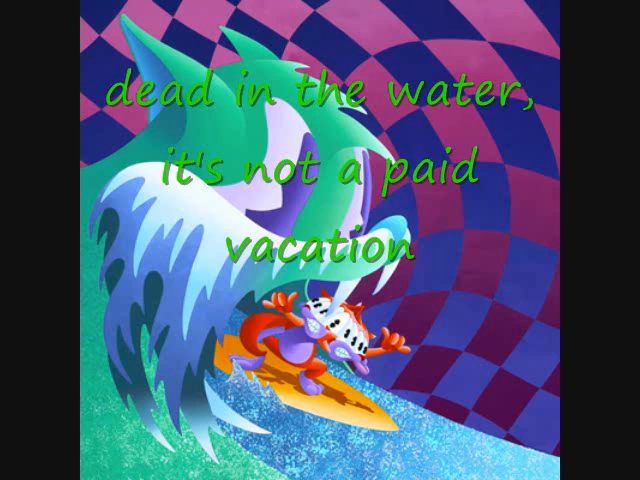 dead in the water,
it's not a paid
vacation